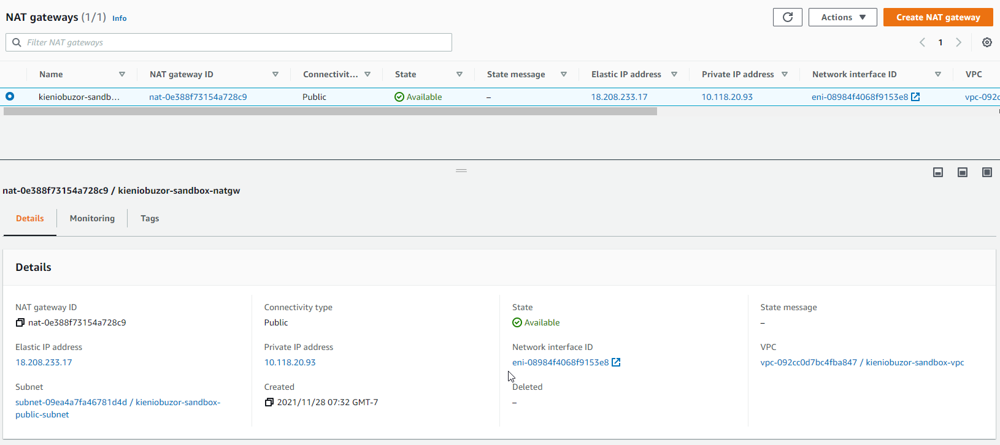 NAT gateways (1/1) Info
Actions
Create NAT gateway
Filter NAT gateways
1
Name NAT gateway ID Connectivit... State State message Elastic IP address Private IP address Network interface ID VPC
kieniobuzor-sandb... nat-0e388f73154a728c9 Public Available – 18.208.233.17 10.118.20.93 eni-08984f4068f9153e8 vpc-092c
nat-0e388f73154a728c9 / kieniobuzor-sandbox-natgw
Details Monitoring Tags
Details
NAT gateway ID Connectivity type State State message
nat-0e388f73154a728c9 Public Available –
Elastic IP address Private IP address Network interface ID VPC
18.208.233.17 10.118.20.93 eni-08984f4068f9153e8 vpc-092cc0d7bc4fba847 / kieniobuzor-sandbox-vpc
Subnet Created Deleted
subnet-09ea4a7fa46781d4d / kieniobuzor-sandbox- 2021/11/28 07:32 GMT-7 –
public-subnet